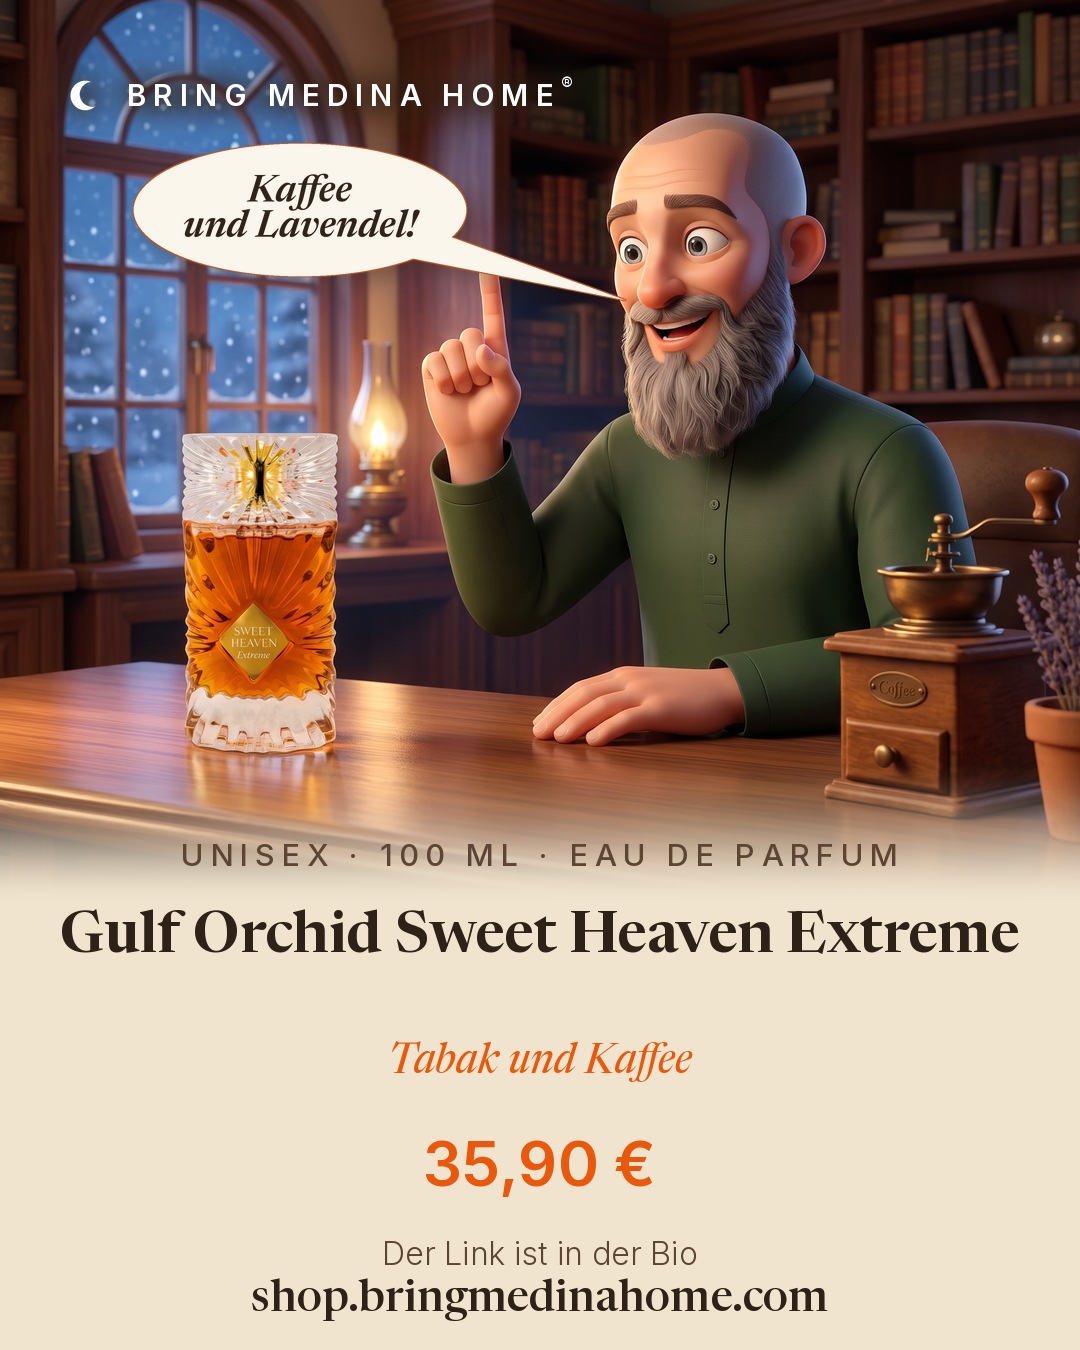 BRING MEDINA HOME®
Kaffee
und Lavendel!
SWEET
HEAVEN
Extreme
Coffee
UNISEX · 100 ML · EAU DE PARFUM
Gulf Orchid Sweet Heaven Extreme
Tabak und Kaffee
35,90 €
Der Link ist in der Bio
shop.bringmedinahome.com